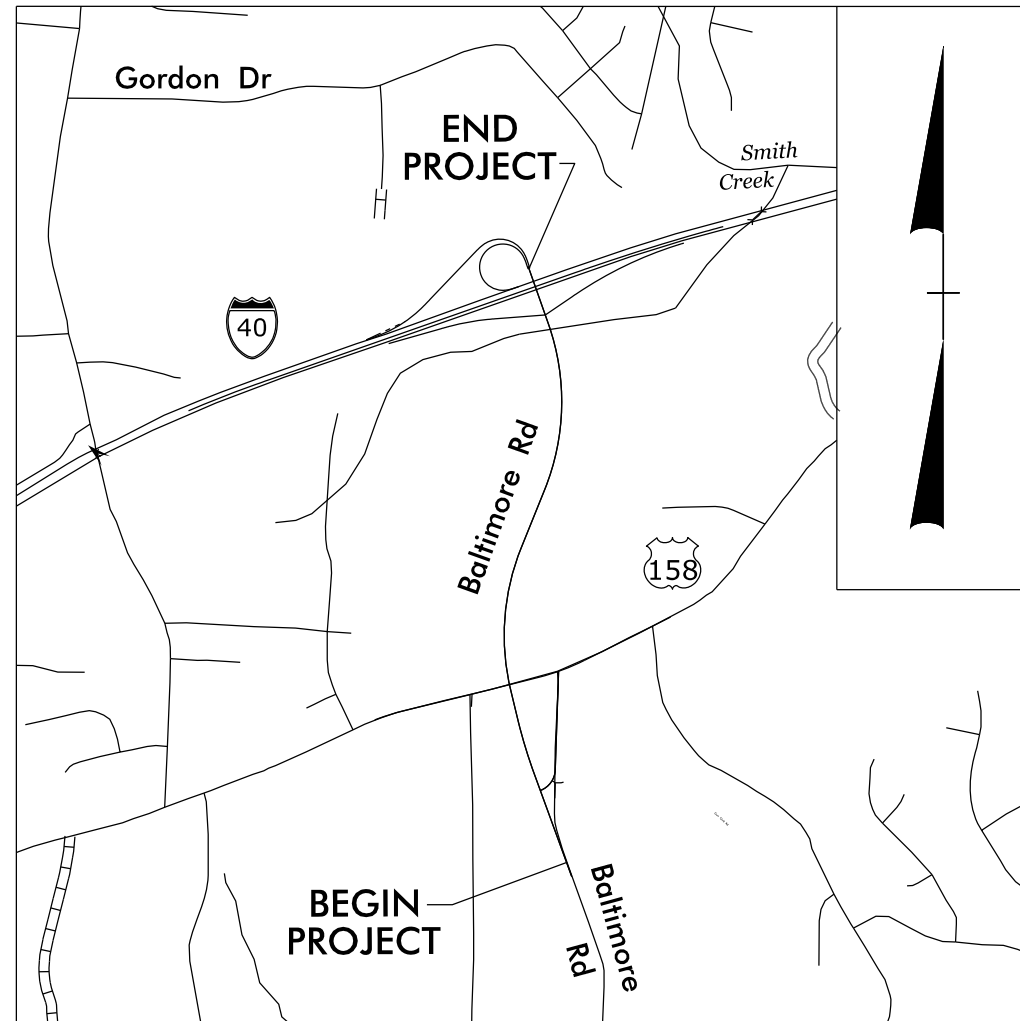 Gordon Dr
END
PROJECT
Smith
Creek
40
Baltimore Rd
158
BEGIN
PROJECT
Baltimore
Rd